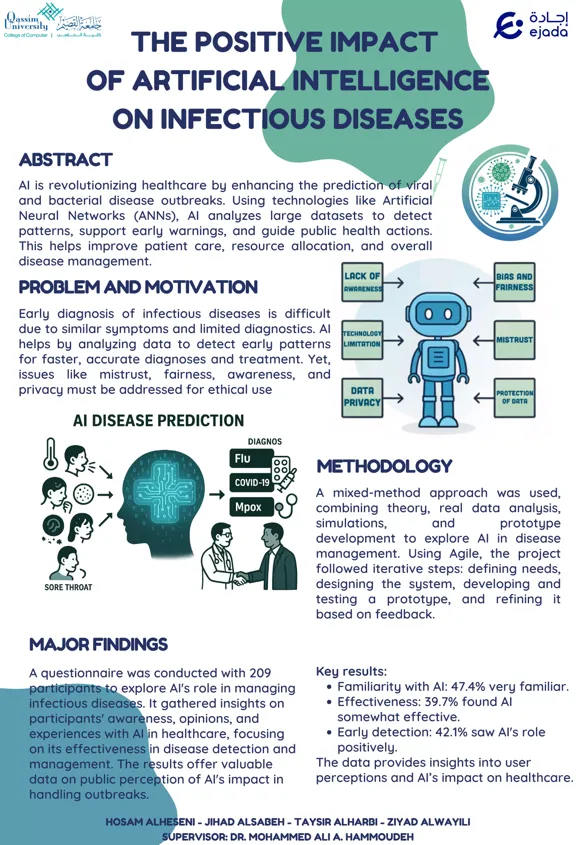 Qassim
University
College of Computer
جامعة القصيم
كلية الحاسب
إجادة
ejada
THE POSITIVE IMPACT
OF ARTIFICIAL INTELLIGENCE
ON INFECTIOUS DISEASES
ABSTRACT
AI is revolutionizing healthcare by enhancing the prediction of viral
and bacterial disease outbreaks. Using technologies like Artificial
Neural Networks (ANNs), AI analyzes large datasets to detect
patterns, support early warnings, and guide public health actions.
This helps improve patient care, resource allocation, and overall
disease management.
PROBLEM AND MOTIVATION
Early diagnosis of infectious diseases is difficult
due to similar symptoms and limited diagnostics. AI
helps by analyzing data to detect early patterns
for faster, accurate diagnoses and treatment. Yet,
issues like mistrust, fairness, awareness, and
privacy must be addressed for ethical use
LACK OF
AWARENESS
TECHNOLOGY
LIMITATION
DATA
PRIVACY
BIAS AND
FAIRNESS
MISTRUST
PROTECTION
OF DATA
AI DISEASE PREDICTION
DIAGNOS
Flu
COVID-19
Mpox
SORE THROAT
METHODOLOGY
A mixed-method approach was used,
combining theory, real data analysis,
simulations, and prototype
development to explore AI in disease
management. Using Agile, the project
followed iterative steps: defining needs,
designing the system, developing and
testing a prototype, and refining it
based on feedback.
MAJOR FINDINGS
A questionnaire was conducted with 209
participants to explore AI's role in managing
infectious diseases. It gathered insights on
participants' awareness, opinions, and
experiences with AI in healthcare, focusing
on its effectiveness in disease detection and
management. The results offer valuable
data on public perception of AI's impact in
handling outbreaks.
Key results:
• Familiarity with AI: 47.4% very familiar.
• Effectiveness: 39.7% found AI
somewhat effective.
• Early detection: 42.1% saw AI's role
positively.
The data provides insights into user
perceptions and AI's impact on healthcare.
HOSAM ALHESENI - JIHAD ALSABEH - TAYSIR ALHARBI - ZIYAD ALWAYILI
SUPERVISOR: DR. MOHAMMED ALI A. HAMMOUDEH